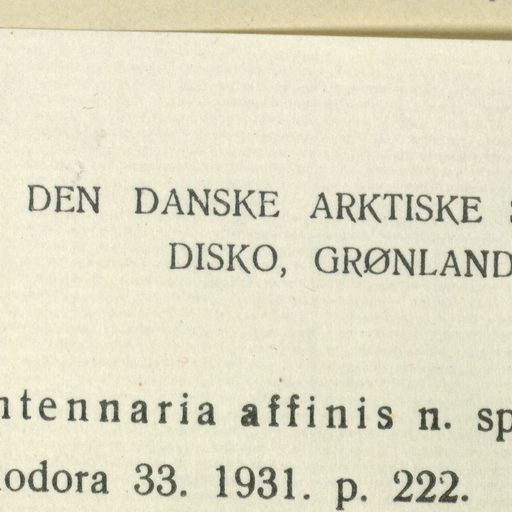 DEN DANSKE ARKTISKE
DISKO, GRØNLAND
ntennaria affinis n. sp
odora 33. 1931. p. 222.